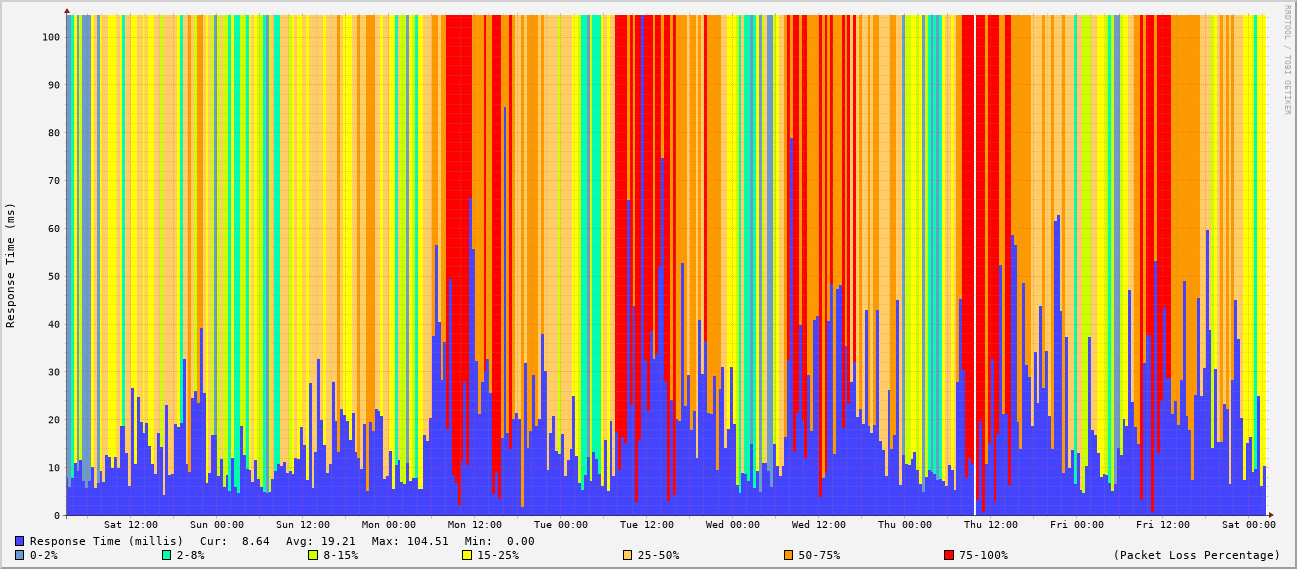 RRDTOOL / TOBI OETIKER
Response Time (ms)
100
90
80
70
60
50
40
30
20
10
0
Sat 12:00 Sun 00:00 Sun 12:00 Mon 00:00 Mon 12:00 Tue 00:00 Tue 12:00 Wed 00:00 Wed 12:00 Thu 00:00 Thu 12:00 Fri 00:00 Fri 12:00 Sat 00:00
Response Time (millis) Cur: 8.64 Avg: 19.21 Max: 104.51 Min: 0.00
0-2% 2-8% 8-15% 15-25% 25-50% 50-75% 75-100% (Packet Loss Percentage)